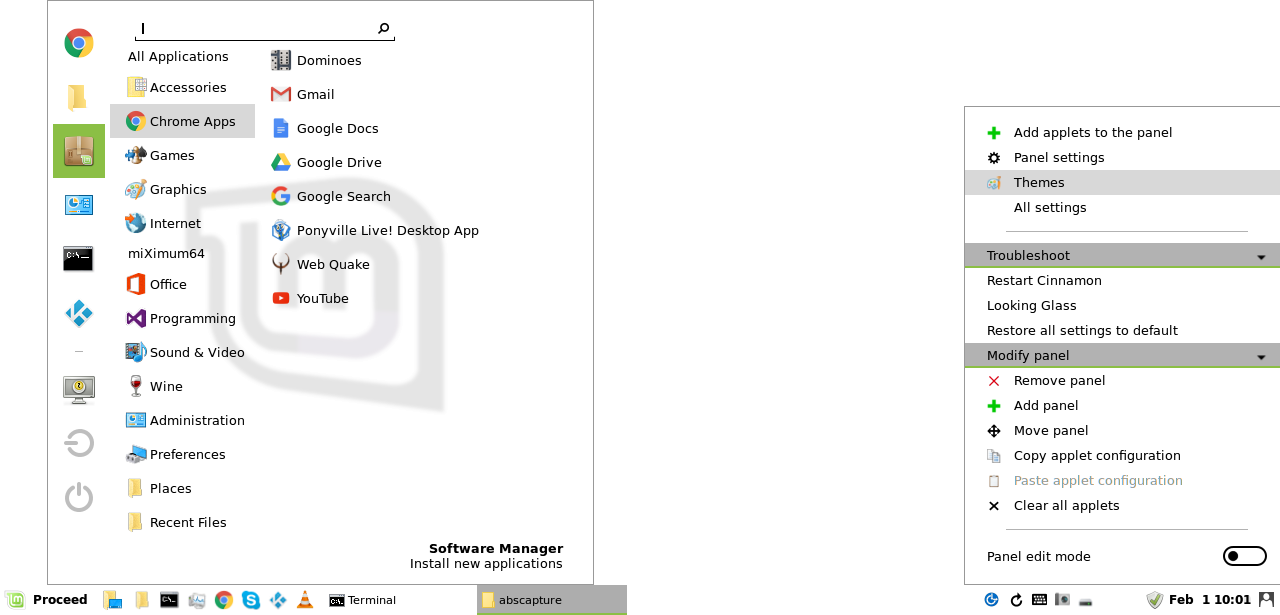 All Applications
Accessories
Chrome Apps
Games
Graphics
Internet
miXimum64
Office
Programming
Sound & Video
Wine
Administration
Preferences
Places
Recent Files
Dominoes
Gmail
Google Docs
Google Drive
Google Search
Ponyville Live! Desktop App
Web Quake
YouTube
Software Manager
Install new applications
Add applets to the panel
Panel settings
Themes
All settings
Troubleshoot
Restart Cinnamon
Looking Glass
Restore all settings to default
Modify panel
Remove panel
Add panel
Move panel
Copy applet configuration
Paste applet configuration
Clear all applets
Panel edit mode
Proceed
Terminal
abscapture
Feb 1 10:01